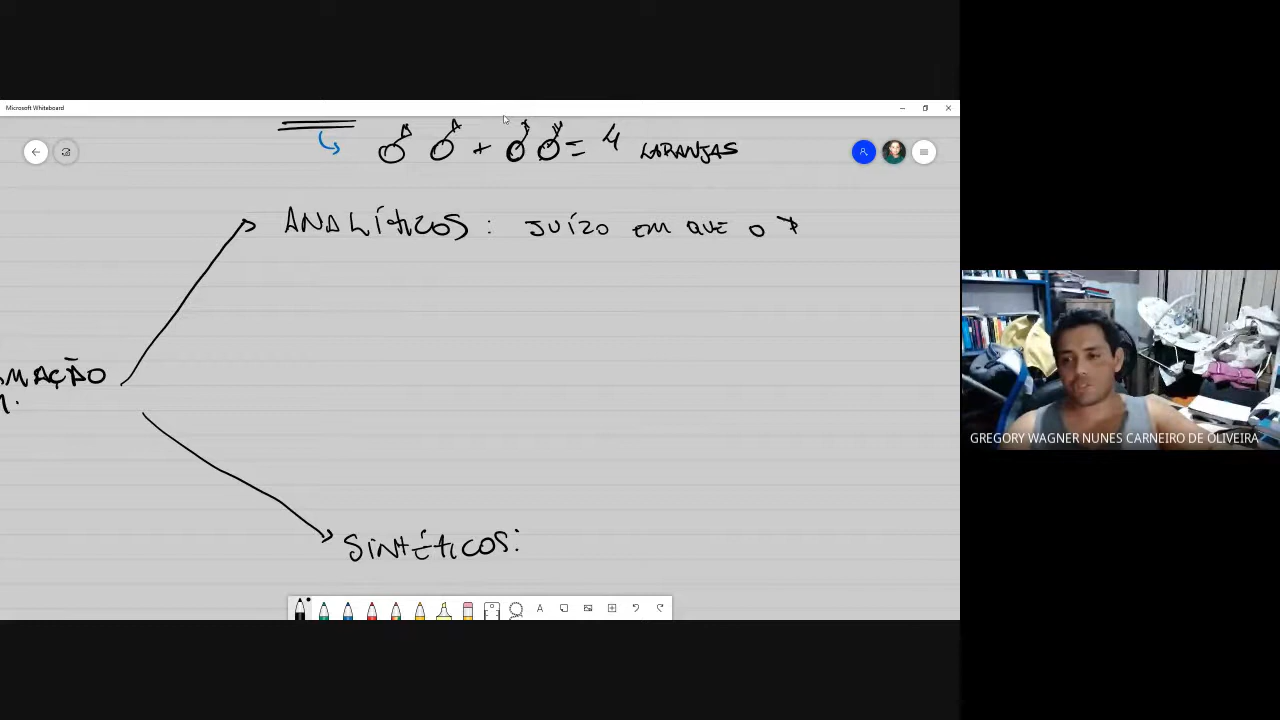 Microsoft Whiteboard
+ = 4 LARANJAS
ANALÍTICOS: JUÍZO EM QUE O
MAÇÃO
SINTÉTICOS:
GREGORY WAGNER NUNES CARNEIRO DE OLIVEIRA